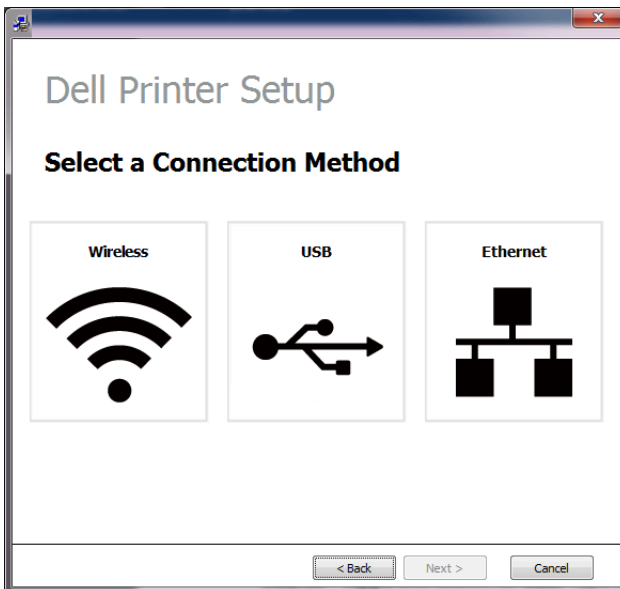 Dell Printer Setup
Select a Connection Method
Wireless USB Ethernet
< Back Next > Cancel